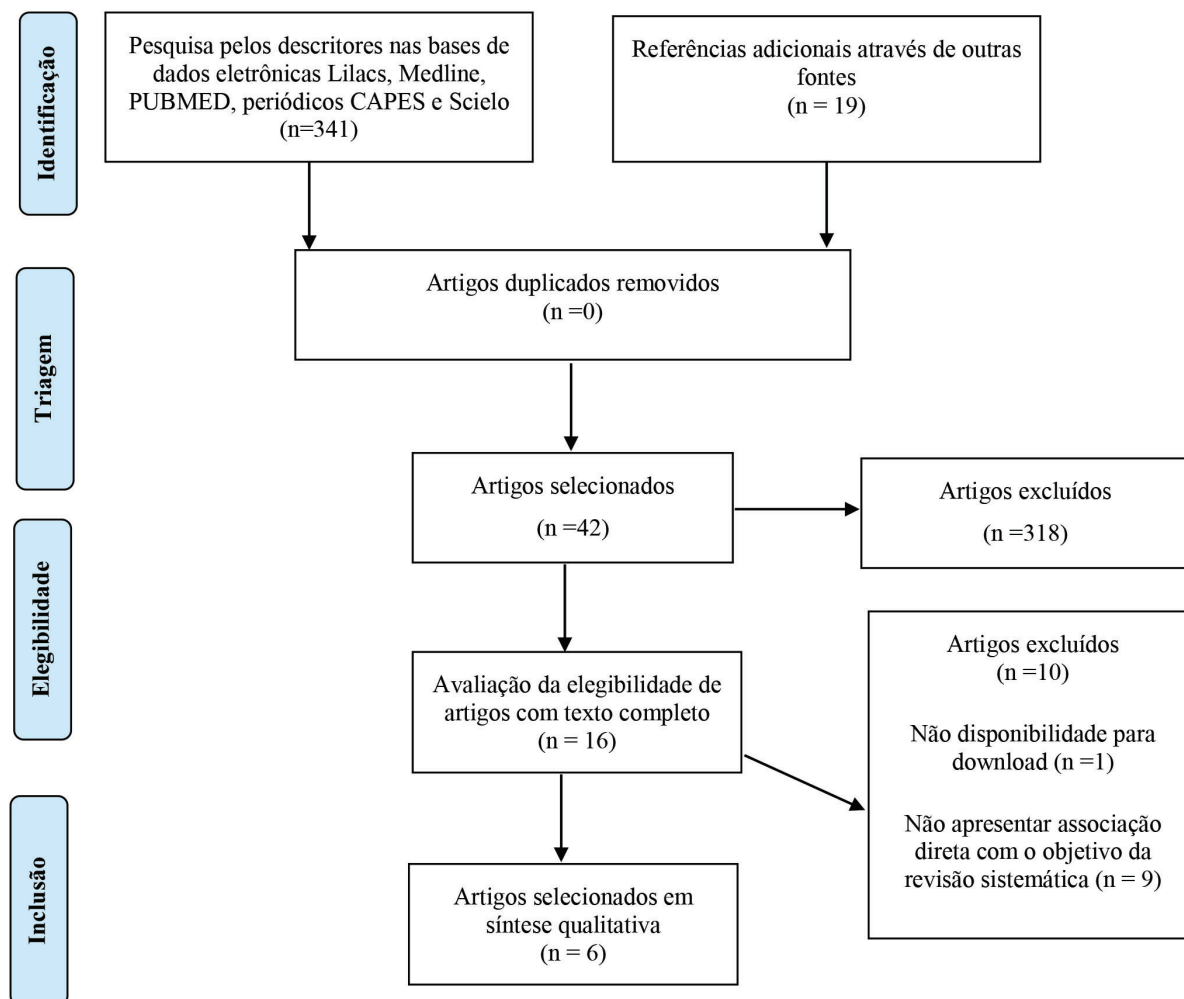 Identificação
Pesquisa pelos descritores nas bases de
dados eletrônicas Lilacs, Medline,
PUBMED, periódicos CAPES e Scielo
(n=341)
Referências adicionais através de outras
fontes
(n = 19)
Triagem
Artigos duplicados removidos
(n =0)
Artigos selecionados
(n =42)
Artigos excluídos
(n =318)
Elegibilidade
Avaliação da elegibilidade de
artigos com texto completo
(n = 16)
Artigos excluídos
(n =10)
Não disponibilidade para
download (n =1)
Não apresentar associação
direta com o objetivo da
revisão sistemática (n = 9)
Inclusão
Artigos selecionados em
síntese qualitativa
(n = 6)